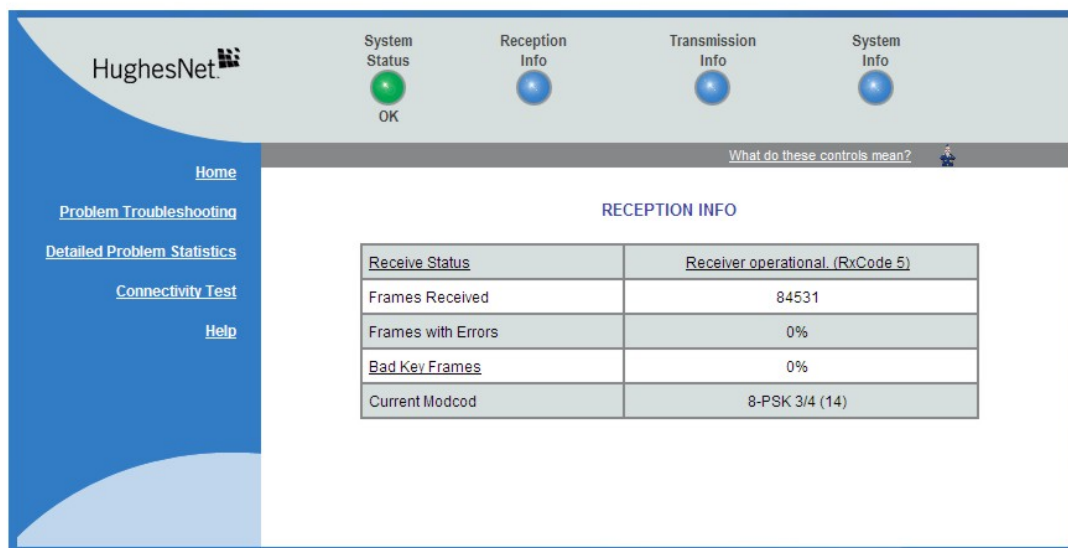 HughesNet.
System Status
OK
Reception Info
Transmission Info
System Info
What do these controls mean?
Home
Problem Troubleshooting
Detailed Problem Statistics
Connectivity Test
Help
RECEPTION INFO
Receive Status Receiver operational. (RxCode 5)
Frames Received 84531
Frames with Errors 0%
Bad Key Frames 0%
Current Modcod 8-PSK 3/4 (14)